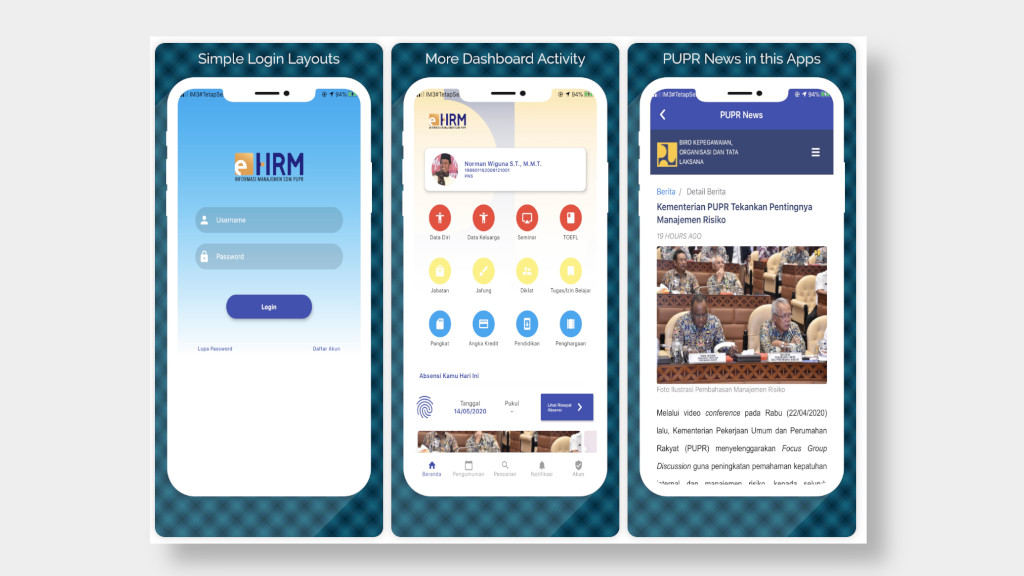 Simple Login Layouts
IM3#TetapSe
94%
eHRM
INFORMASI MANAJEMEN SDM PUPR
Username
Password
Login
Lupa Password
Daftar Akun
More Dashboard Activity
IM3#TetapSe
94%
eHRM
INFORMASI MANAJEMEN SDM PUPR
Norman Wiguna S.T., M.M.T.
PNS
Data Diri
Data Keluarga
Seminar
TOEFL
Jabatan
Jafung
Diklat
Tugas/Izin Belajar
Pangkat
Angka Kredit
Pendidikan
Penghargaan
Absensi Kamu Hari Ini
Tanggal
14/05/2020
Pukul
-
Lihat Riwayat
Absensi
Beranda
Pengumuman
Pencarian
Notifikasi
Akun
PUPR News in this Apps
IM3#TetapSe
94%
PUPR News
BIRO KEPEGAWAIAN,
ORGANISASI DAN TATA
LAKSANA
Berita / Detail Berita
Kementerian PUPR Tekankan Pentingnya
Manajemen Risiko
19 HOURS AGO
Foto Ilustrasi Pembahasan Manajemen Risiko
Melalui video conference pada Rabu (22/04/2020)
lalu, Kementerian Pekerjaan Umum dan Perumahan
Rakyat (PUPR) menyelenggarakan Focus Group
Discussion guna peningkatan pemahaman kepatuhan
internal dan manajemen risiko kepada seluruh